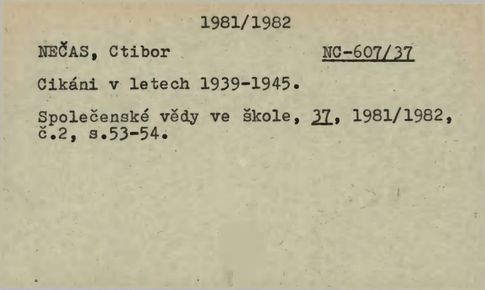 1981/1982
NEČAS, Ctibor NC-607/37
Cikáni v letech 1939-1945.
Společenské vědy ve škole, 37, 1981/1982,
č.2, s.53-54.